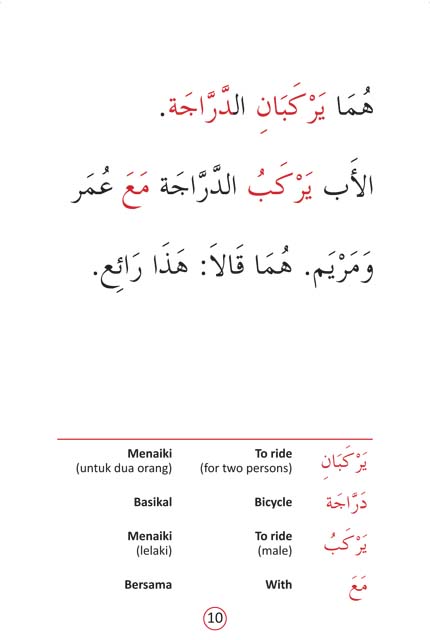 هُمَا يَرْكَبَانِ الدَّرَّاجَة.
الأَب يَرْكَبُ الدَّرَّاجَة مَعَ عُمَر
وَمَرْيَم. هُمَا قَالاَ: هَذَا رَائِع.
Menaiki To ride يَرْكَبَانِ
(untuk dua orang) (for two persons)
Basikal Bicycle دَرَّاجَة
Menaiki To ride يَرْكَبُ
(lelaki) (male)
Bersama With مَعَ
10